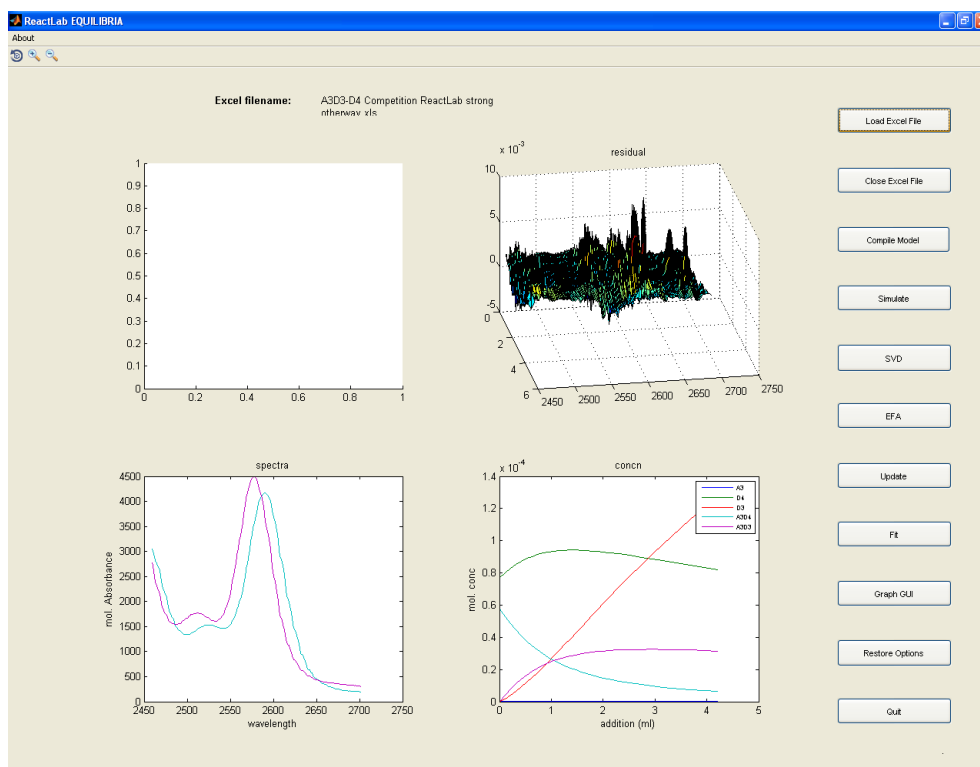 ReactLab EQUILIBRIA
About
Excel filename: A3D3-D4 Competition ReactLab strong
otherway.xls
Load Excel File
Close Excel File
Compile Model
Simulate
SVD
EFA
Update
Fit
Graph GUI
Restore Options
Quit
1
0.9
0.8
0.7
0.6
0.5
0.4
0.3
0.2
0.1
0
0 0.2 0.4 0.6 0.8 1
x 10^-3
residual
10
5
0
-5
0
2
4
6
2450 2500 2550 2600 2650 2700 2750
spectra
mol. Absorbance
4500
4000
3500
3000
2500
2000
1500
1000
500
0
2450 2500 2550 2600 2650 2700 2750
wavelength
x 10^-4
concn
mol. conc
1.4
1.2
1
0.8
0.6
0.4
0.2
0
0 1 2 3 4 5
addition (ml)
A3
D4
D3
A3D4
A3D3